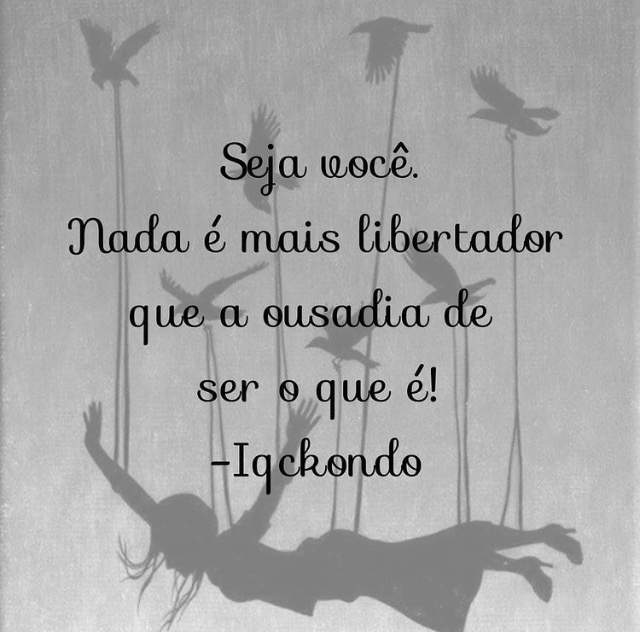 Seja você.
Nada é mais libertador
que a ousadia de
ser o que é!
-Iqckondo